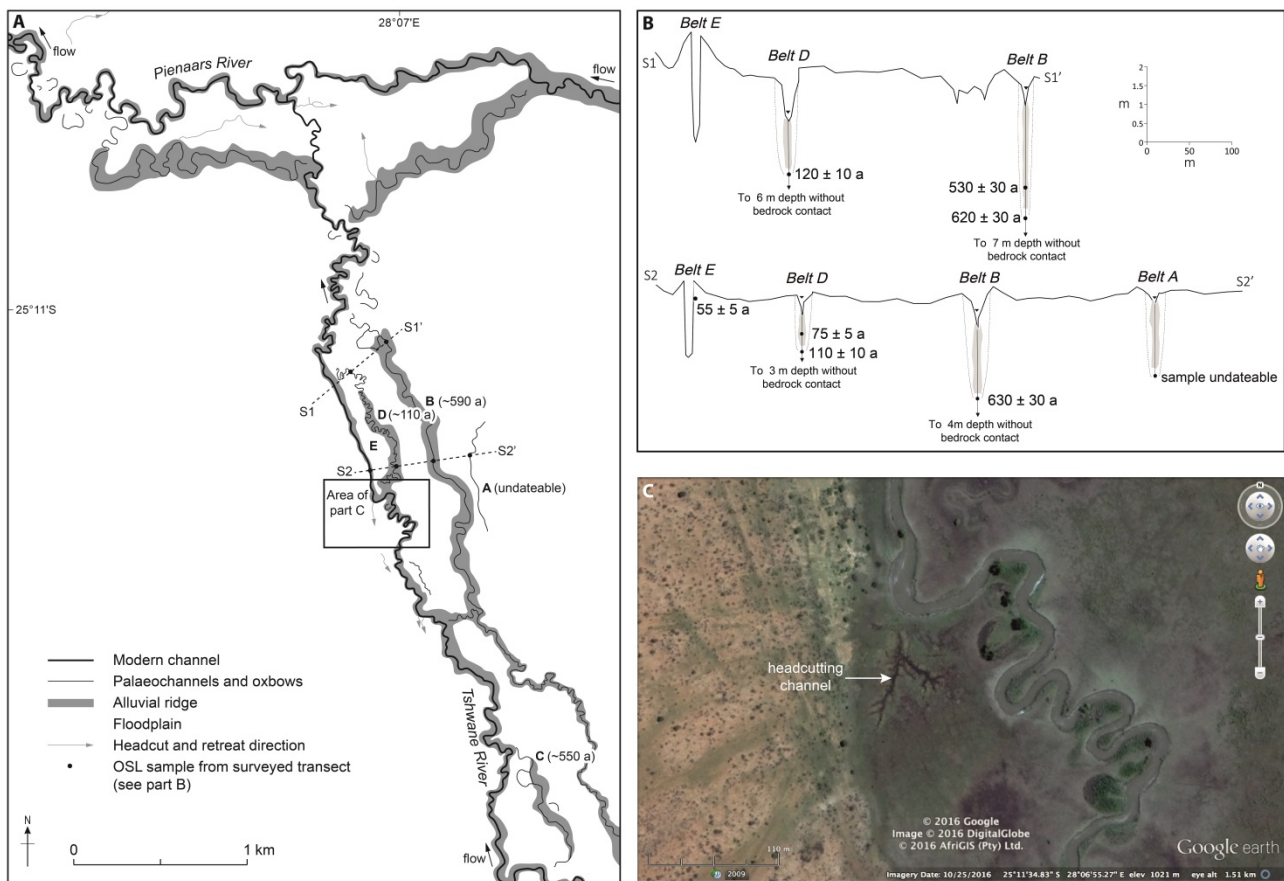 A
28°07'E
flow
Pienaars River
flow
25°11'S
S1'
S1
B (~590 a)
D (~110 a)
E
S2'
S2
A (undateable)
Area of
part C
Modern channel
Palaeochannels and oxbows
Alluvial ridge
Floodplain
Headcut and retreat direction
OSL sample from surveyed transect
(see part B)
Tshwane River
C (~550 a)
flow
N
0 1 km
B
Belt E
S1
Belt D
Belt B
S1'
2
1.5
m 1
0.5
0
0 50 100
m
120 ± 10 a
To 6 m depth without
bedrock contact
530 ± 30 a
620 ± 30 a
To 7 m depth without
bedrock contact
Belt E
S2
Belt D
Belt B
Belt A
S2'
55 ± 5 a
75 ± 5 a
110 ± 10 a
To 3 m depth without
bedrock contact
sample undateable
630 ± 30 a
To 4m depth without
bedrock contact
C
N
headcutting
channel
© 2016 Google
Image © 2016 DigitalGlobe
© 2016 AfriGIS (Pty) Ltd.
Google earth
110 m
2009
Imagery Date: 10/25/2016 25°11'34.83" S 28°06'55.27" E elev 1021 m eye alt 1.51 km